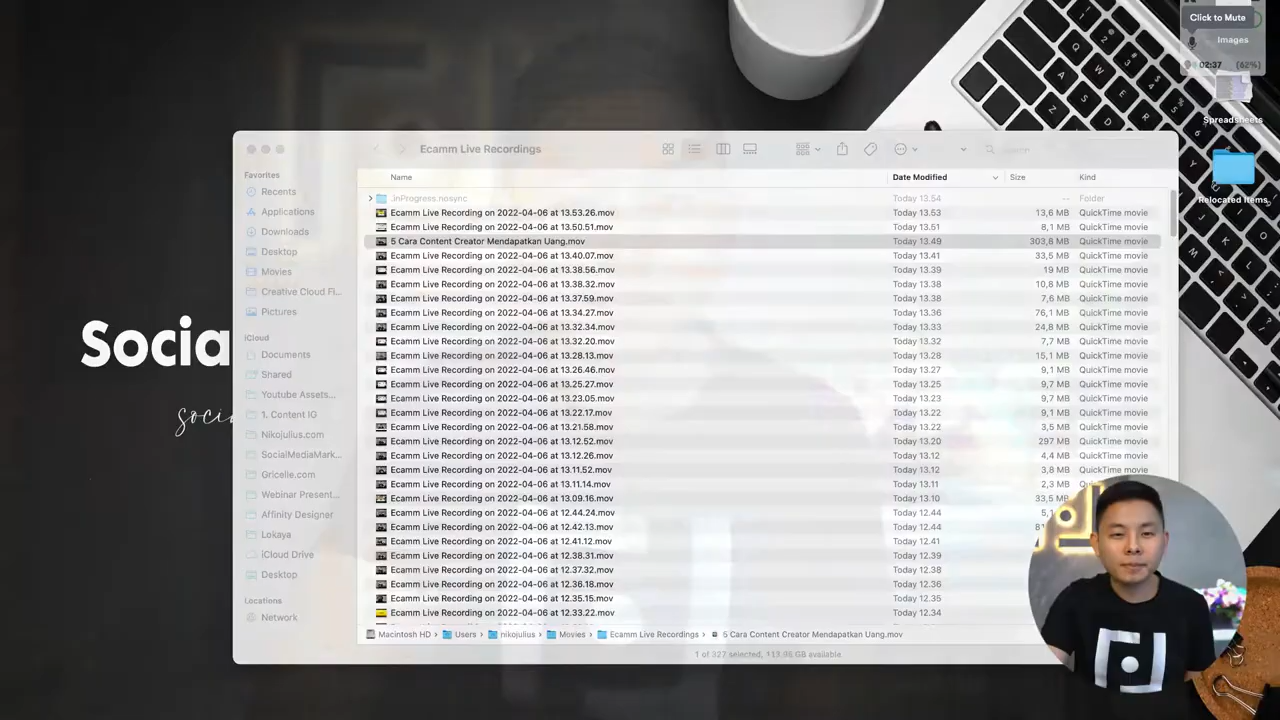 Click to Mute
Images
02:37 (62%)
Spreadsheets
Relocated Items
Socia
soci
Ecamm Live Recordings
Search
Favorites
Recents
Applications
Downloads
Desktop
Movies
Creative Cloud Fi...
Pictures
iCloud
Documents
Shared
Youtube Assets...
1. Content IG
Nikojulius.com
SocialMediaMark...
Gricelle.com
Webinar Present...
Affinity Designer
Lokaya
iCloud Drive
Desktop
Locations
Network
Name Date Modified Size Kind
.inProgress.nosync Today 13.54 -- Folder
Ecamm Live Recording on 2022-04-06 at 13.53.26.mov Today 13.53 13,6 MB QuickTime movie
Ecamm Live Recording on 2022-04-06 at 13.50.51.mov Today 13.51 8,1 MB QuickTime movie
5 Cara Content Creator Mendapatkan Uang.mov Today 13.49 303,8 MB QuickTime movie
Ecamm Live Recording on 2022-04-06 at 13.40.07.mov Today 13.41 33,5 MB QuickTime movie
Ecamm Live Recording on 2022-04-06 at 13.38.56.mov Today 13.39 19 MB QuickTime movie
Ecamm Live Recording on 2022-04-06 at 13.38.32.mov Today 13.38 10,8 MB QuickTime movie
Ecamm Live Recording on 2022-04-06 at 13.37.59.mov Today 13.38 7,6 MB QuickTime movie
Ecamm Live Recording on 2022-04-06 at 13.34.27.mov Today 13.36 76,1 MB QuickTime movie
Ecamm Live Recording on 2022-04-06 at 13.32.34.mov Today 13.33 24,8 MB QuickTime movie
Ecamm Live Recording on 2022-04-06 at 13.32.20.mov Today 13.32 7,7 MB QuickTime movie
Ecamm Live Recording on 2022-04-06 at 13.28.13.mov Today 13.28 15,1 MB QuickTime movie
Ecamm Live Recording on 2022-04-06 at 13.26.46.mov Today 13.27 9,1 MB QuickTime movie
Ecamm Live Recording on 2022-04-06 at 13.25.27.mov Today 13.25 9,7 MB QuickTime movie
Ecamm Live Recording on 2022-04-06 at 13.23.05.mov Today 13.23 9,7 MB QuickTime movie
Ecamm Live Recording on 2022-04-06 at 13.22.17.mov Today 13.22 9,1 MB QuickTime movie
Ecamm Live Recording on 2022-04-06 at 13.21.58.mov Today 13.22 3,5 MB QuickTime movie
Ecamm Live Recording on 2022-04-06 at 13.12.52.mov Today 13.20 297 MB QuickTime movie
Ecamm Live Recording on 2022-04-06 at 13.12.26.mov Today 13.12 4,4 MB QuickTime movie
Ecamm Live Recording on 2022-04-06 at 13.11.52.mov Today 13.12 3,8 MB QuickTime movie
Ecamm Live Recording on 2022-04-06 at 13.11.14.mov Today 13.11 2,3 MB
Ecamm Live Recording on 2022-04-06 at 13.09.16.mov Today 13.10 33,5 MB
Ecamm Live Recording on 2022-04-06 at 12.44.24.mov Today 12.44
Ecamm Live Recording on 2022-04-06 at 12.42.13.mov Today 12.44
Ecamm Live Recording on 2022-04-06 at 12.41.12.mov Today 12.41
Ecamm Live Recording on 2022-04-06 at 12.38.31.mov Today 12.39
Ecamm Live Recording on 2022-04-06 at 12.37.32.mov Today 12.38
Ecamm Live Recording on 2022-04-06 at 12.36.18.mov Today 12.36
Ecamm Live Recording on 2022-04-06 at 12.35.15.mov Today 12.35
Ecamm Live Recording on 2022-04-06 at 12.33.22.mov Today 12.34
Macintosh HD › Users › nikojulius › Movies › Ecamm Live Recordings › 5 Cara Content Creator Mendapatkan Uang.mov
1 of 327 selected, 113,98 GB available